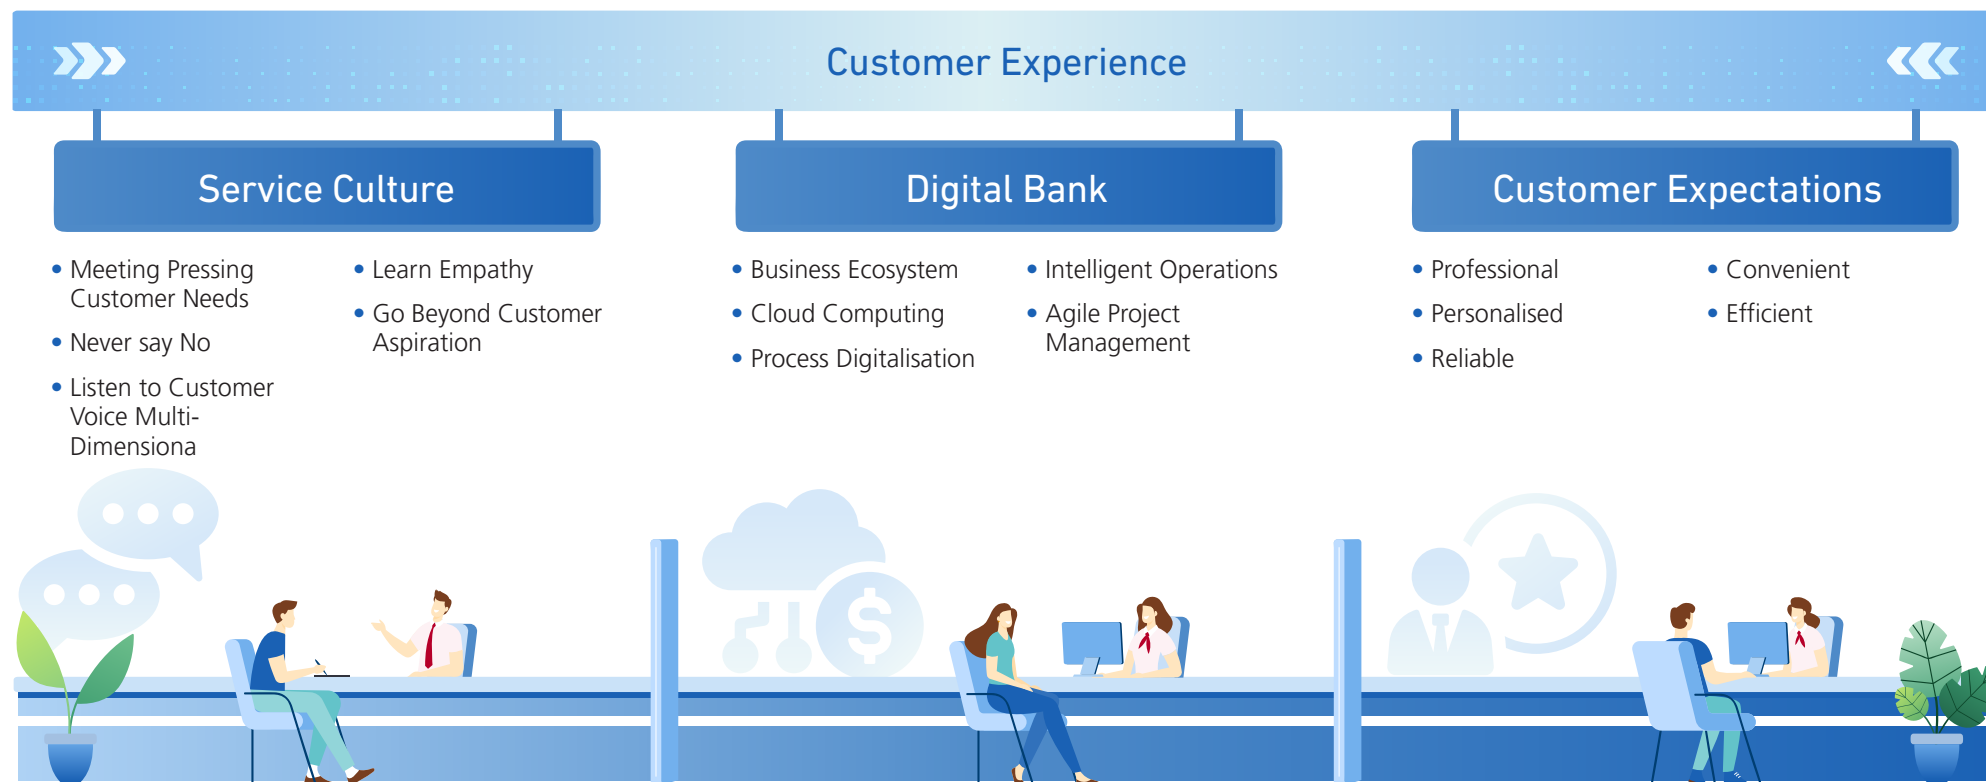 Customer Experience
Service Culture
• Meeting Pressing
Customer Needs
• Never say No
• Listen to Customer
Voice Multi-
Dimensiona
• Learn Empathy
• Go Beyond Customer
Aspiration
Digital Bank
• Business Ecosystem
• Cloud Computing
• Process Digitalisation
• Intelligent Operations
• Agile Project
Management
Customer Expectations
• Professional
• Personalised
• Reliable
• Convenient
• Efficient
$